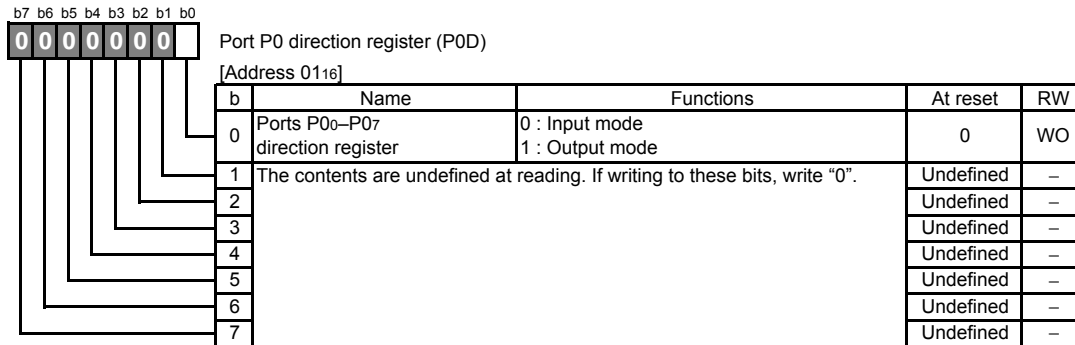 b7 b6 b5 b4 b3 b2 b1 b0
0 0 0 0 0 0 0
Port P0 direction register (P0D)
[Address 0116]
b Name Functions At reset RW
0 Ports P00–P07 direction register 0 : Input mode 0 WO
1 : Output mode
1 The contents are undefined at reading. If writing to these bits, write “0”. Undefined –
2 Undefined –
3 Undefined –
4 Undefined –
5 Undefined –
6 Undefined –
7 Undefined –